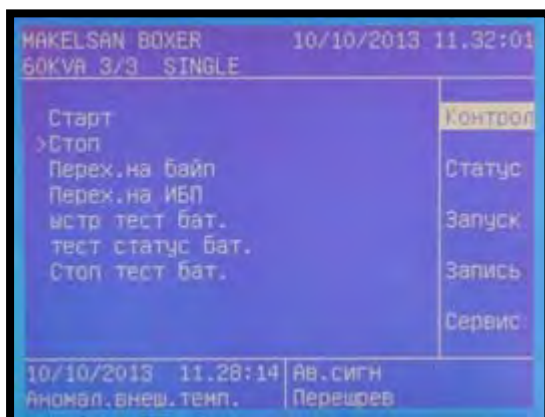 MAKELSAN BOXER 10/10/2013 11.32:01
60KVA 3/3 SINGLE
Старт
>Стоп
Перех.на байп
Перех.на ИБП
ыстр тест бат.
тест статус бат.
Стоп тест бат.
Контрол
Статус
Запуск
Запись
Сервис
10/10/2013 11.28:14 Ав.сигн
Аномал.внеш.темп. Перешрев